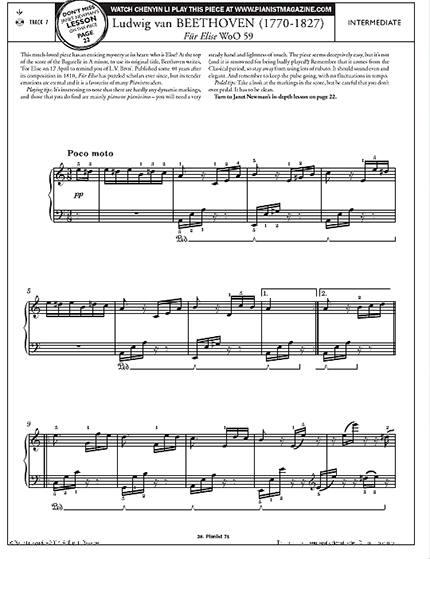 WATCH CHENYIN LI PLAY THIS PIECE AT WWW.PIANISTMAGAZINE.COM
TRACK 7
DON'T MISS
JANET NEWMAN'S
LESSON
ON THIS PIECE
PAGE
22
Ludwig van BEETHOVEN (1770-1827)
INTERMEDIATE
Für Elise WoO 59
This much-loved piece has an enticing mystery at its heart: who is Elise? At the top
of the score of the Bagatelle in A minor, to use its original title, Beethoven writes,
'For Elise on 17 April to remind you of L.V. Bthvn'. Published some 40 years after
its composition in 1810, Für Elise has puzzled scholars ever since, but its tender
emotions are eternal and it is a favourite of many Pianist readers.
Playing tips: It's interesting to note that there are hardly any dynamic markings,
and those that you do find are mainly pianos or pianissimo – you will need a very
steady hand and lightness of touch. The piece seems deceptively easy, but it's not
(and it is renowned for being badly played!) Remember that it comes from the
Classical period, so stay away from using lots of rubato. It should sound even and
elegant. And remember to keep the pulse going, with no fluctuations in tempo.
Pedal tips: Take a look at the markings in the score, but be careful that you don't
over-pedal. It has to be clean.
Turn to Janet Newman's in-depth lesson on page 22.
Poco moto
pp
5
1.
2.
9
28. Pianist 71